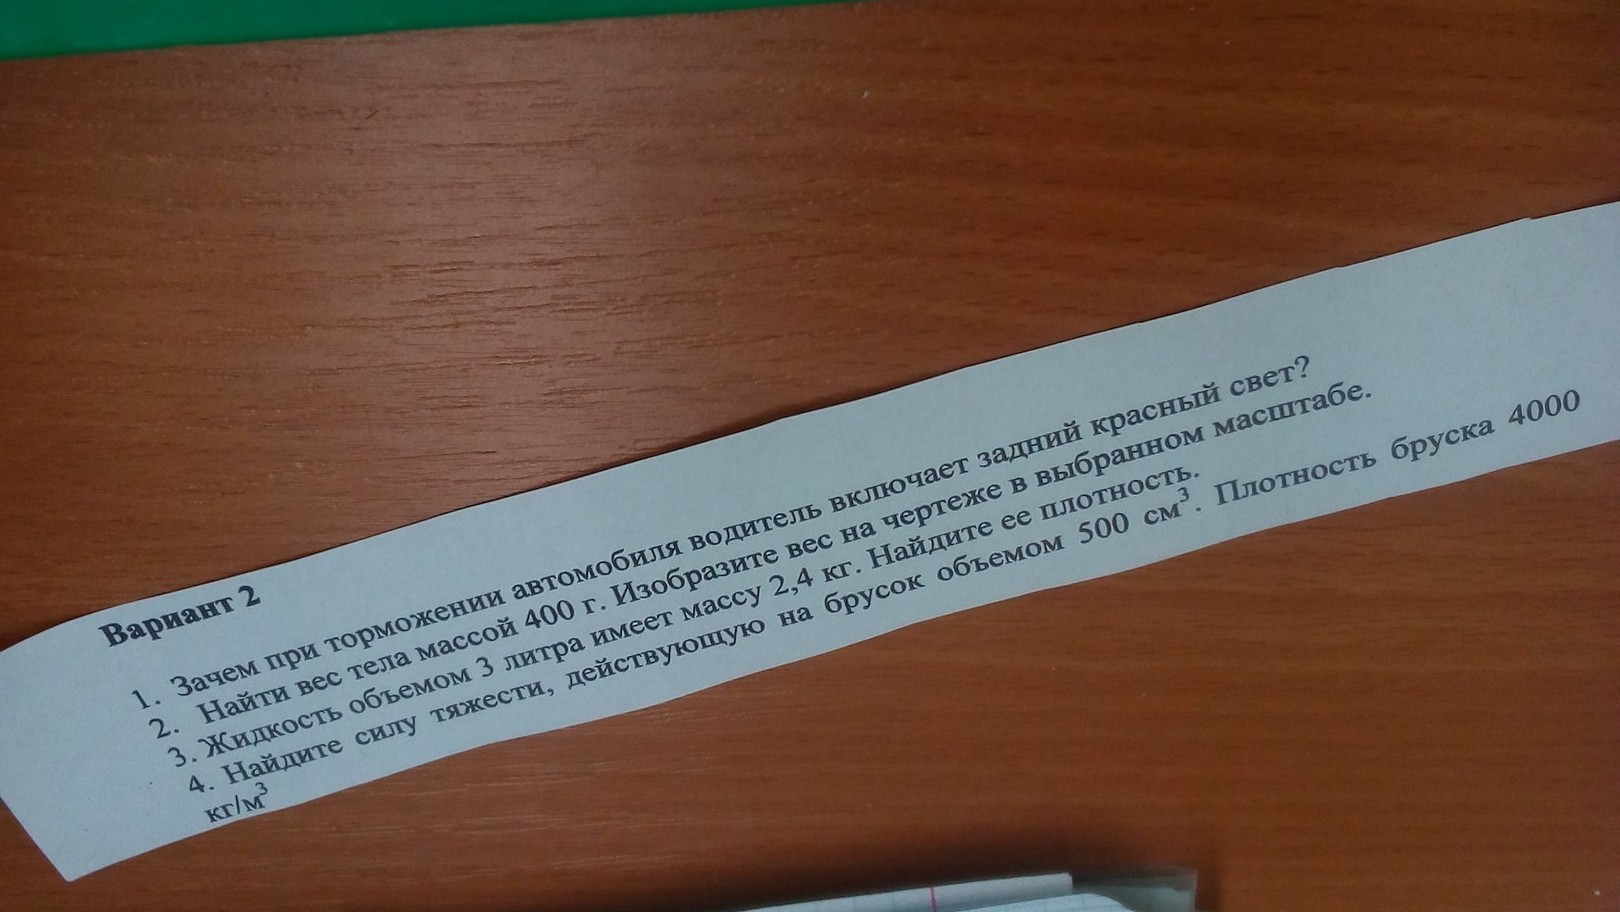 Вариант 2
1. Зачем при торможении автомобиля водитель включает задний красный свет?
2. Найти вес тела массой 400 г. Изобразите вес на чертеже в выбранном масштабе.
3. Жидкость объемом 3 литра имеет массу 2,4 кг. Найдите ее плотность.
4. Найдите силу тяжести, действующую на брусок объемом 500 см³. Плотность бруска 4000
кг/м³